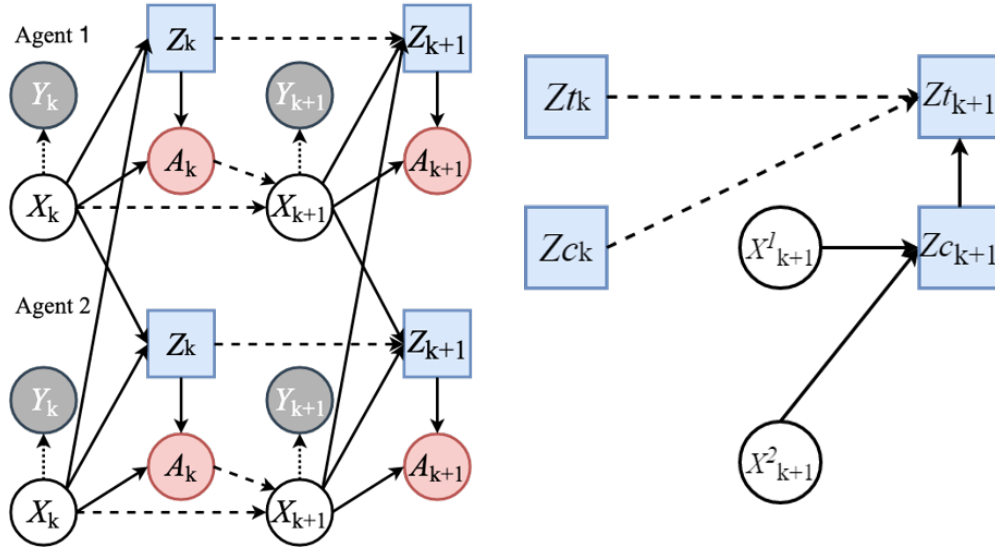 Agent 1
Zk
Zk+1
Yk
Yk+1
Ak
Ak+1
Xk
Xk+1
Agent 2
Zk
Zk+1
Yk
Yk+1
Ak
Ak+1
Xk
Xk+1
Ztk
Ztk+1
Zck
X1k+1
Zck+1
X2k+1